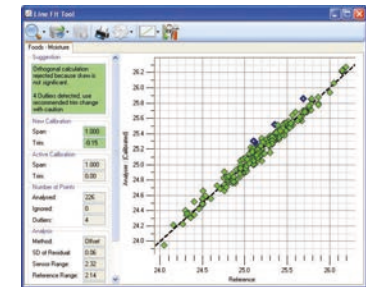 Line Fit Tool
Foods - Moisture
Suggestion
Orthogonal calculation
rejected because skew is
not significant.
4 Outliers detected, use
recommended trim change
with caution.
New Calibration
Span: 1.000
Trim: -0.15
Active Calibration
Span: 1.000
Trim: 0.00
Number of Points
Analysed: 226
Ignored: 0
Outliers: 4
Analysis
Method: Offset
SD of Residual: 0.06
Sensor Range: 2.32
Reference Range: 2.14
Analyser (Calibrated)
26.2
26.0
25.8
25.6
25.4
25.2
25.0
24.8
24.6
24.4
24.2
24.0
24.0 24.5 25.0 25.5 26.0
Reference